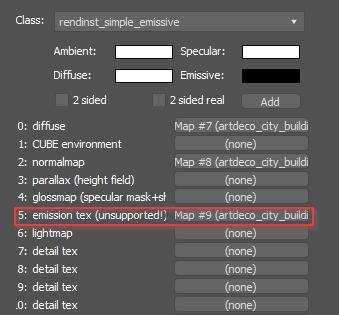 Class: rendinst_simple_emissive
Ambient: Specular:
Diffuse: Emissive:
2 sided 2 sided real Add
0: diffuse Map #7 (artdeco_city_buildi
1: CUBE environment (none)
2: normalmap Map #8 (artdeco_city_buildi
3: parallax (height field) (none)
4: glossmap (specular mask+sh (none)
5: emission tex (unsupported!) Map #9 (artdeco_city_buildi
6: lightmap (none)
7: detail tex (none)
8: detail tex (none)
9: detail tex (none)
.0: detail tex (none)